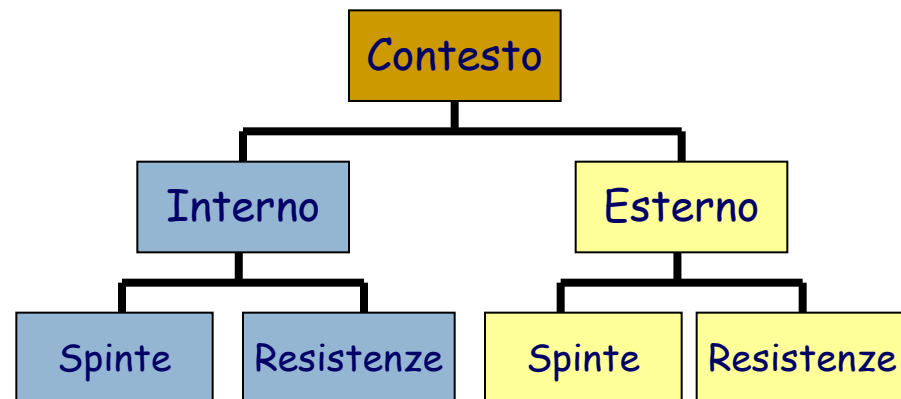 Contesto
Interno
Esterno
Spinte
Resistenze
Spinte
Resistenze